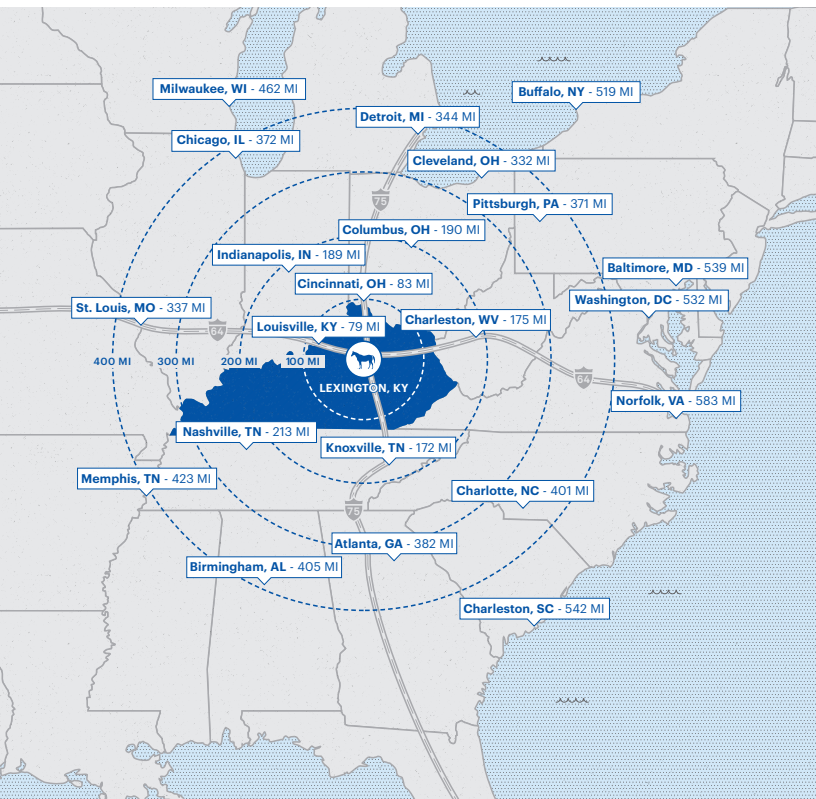 Milwaukee, WI - 462 MI
Buffalo, NY - 519 MI
Detroit, MI - 344 MI
Chicago, IL - 372 MI
Cleveland, OH - 332 MI
75
Pittsburgh, PA - 371 MI
Columbus, OH - 190 MI
Indianapolis, IN - 189 MI
Baltimore, MD - 539 MI
Cincinnati, OH - 83 MI
Washington, DC - 532 MI
St. Louis, MO - 337 MI
Charleston, WV - 175 MI
Louisville, KY - 79 MI
64
400 MI 300 MI 200 MI 100 MI
64
LEXINGTON, KY
Norfolk, VA - 583 MI
Nashville, TN - 213 MI
Knoxville, TN - 172 MI
Memphis, TN - 423 MI
Charlotte, NC - 401 MI
75
Atlanta, GA - 382 MI
Birmingham, AL - 405 MI
Charleston, SC - 542 MI